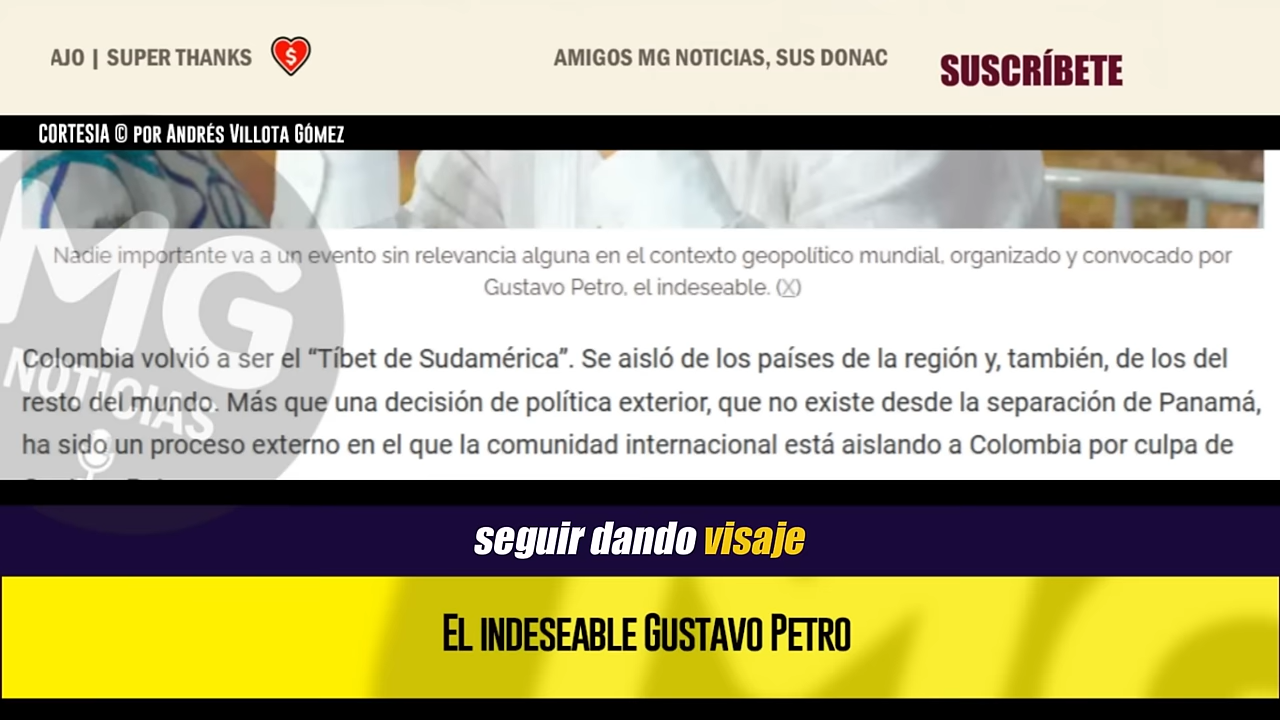 AJO | SUPER THANKS
AMIGOS MG NOTICIAS, SUS DONAC
SUSCRÍBETE
CORTESIA © POR ANDRÉS VILLOTA GÓMEZ
Nadie importante va a un evento sin relevancia alguna en el contexto geopolítico mundial, organizado y convocado por
Gustavo Petro, el indeseable. (X)
Colombia volvió a ser el “Tíbet de Sudamérica”. Se aisló de los países de la región y, también, de los del
resto del mundo. Más que una decisión de política exterior, que no existe desde la separación de Panamá,
ha sido un proceso externo en el que la comunidad internacional está aislando a Colombia por culpa de
MG
NOTICIAS
seguir dando visaje
EL INDESEABLE GUSTAVO PETRO